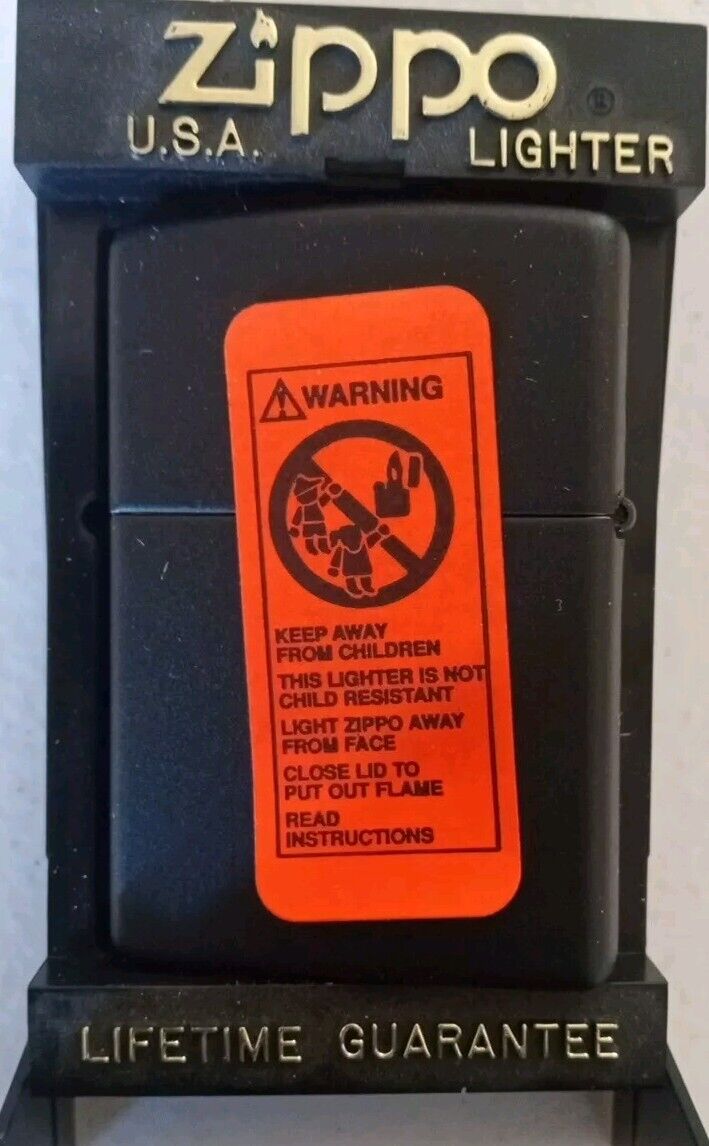 Zippo ®
U.S.A. LIGHTER
WARNING
KEEP AWAY
FROM CHILDREN
THIS LIGHTER IS NOT
CHILD RESISTANT
LIGHT ZIPPO AWAY
FROM FACE
CLOSE LID TO
PUT OUT FLAME
READ
INSTRUCTIONS
LIFETIME GUARANTEE